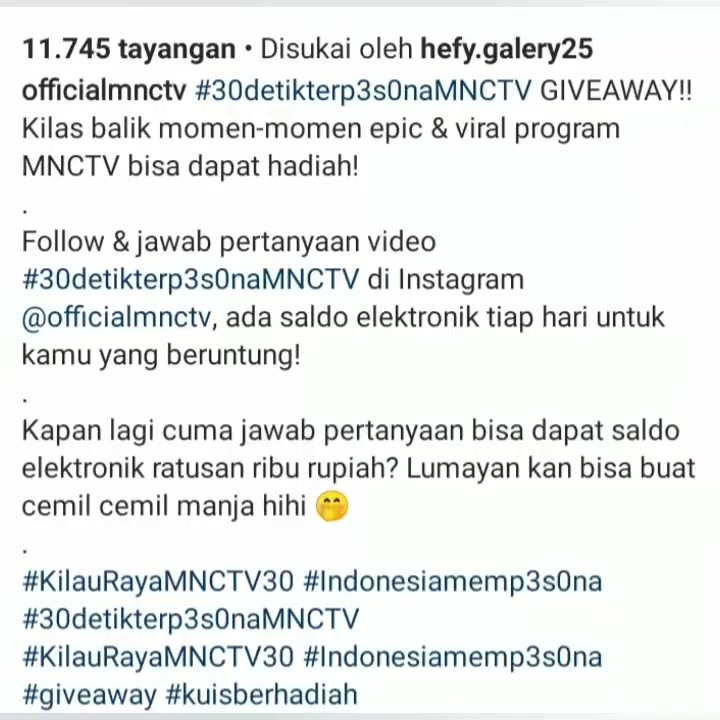 11.745 tayangan • Disukai oleh hefy.galery25
officialmnctv #30detikterp3s0naMNCTV GIVEAWAY!!
Kilas balik momen-momen epic & viral program
MNCTV bisa dapat hadiah!
.
Follow & jawab pertanyaan video
#30detikterp3s0naMNCTV di Instagram
@officialmnctv, ada saldo elektronik tiap hari untuk
kamu yang beruntung!
.
Kapan lagi cuma jawab pertanyaan bisa dapat saldo
elektronik ratusan ribu rupiah? Lumayan kan bisa buat
cemil cemil manja hihi 🤭
.
#KilauRayaMNCTV30 #Indonesiamemp3s0na
#30detikterp3s0naMNCTV
#KilauRayaMNCTV30 #Indonesiamemp3s0na
#giveaway #kuisberhadiah